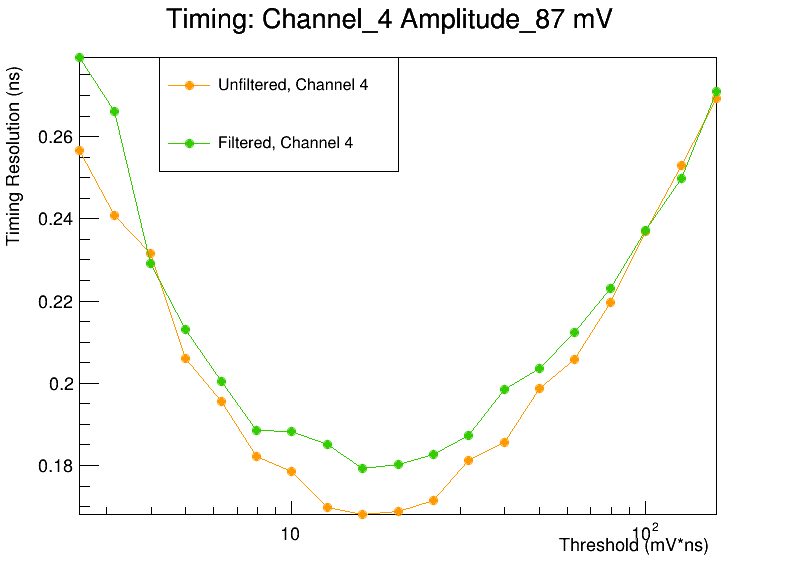 Timing: Channel_4 Amplitude_87 mV
Timing Resolution (ns)
Unfiltered, Channel 4
Filtered, Channel 4
0.26
0.24
0.22
0.2
0.18
10
10²
Threshold (mV*ns)